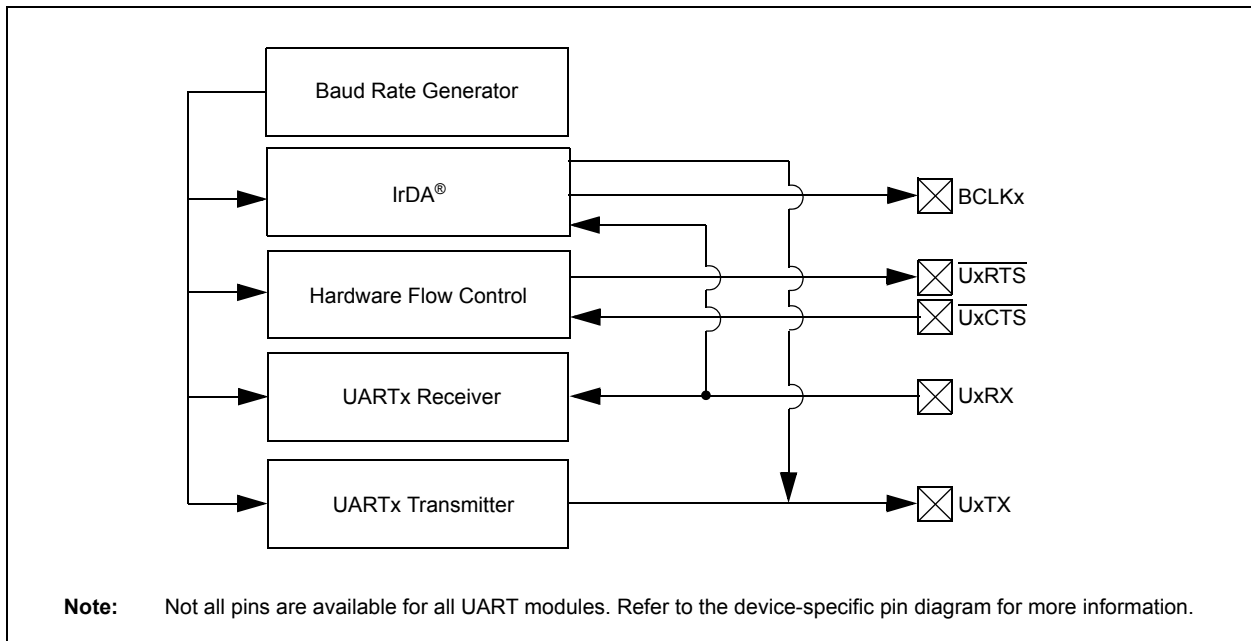 Baud Rate Generator
IrDA®
BCLKx
UxRTS
Hardware Flow Control
UxCTS
UARTx Receiver
UxRX
UARTx Transmitter
UxTX
Note: Not all pins are available for all UART modules. Refer to the device-specific pin diagram for more information.